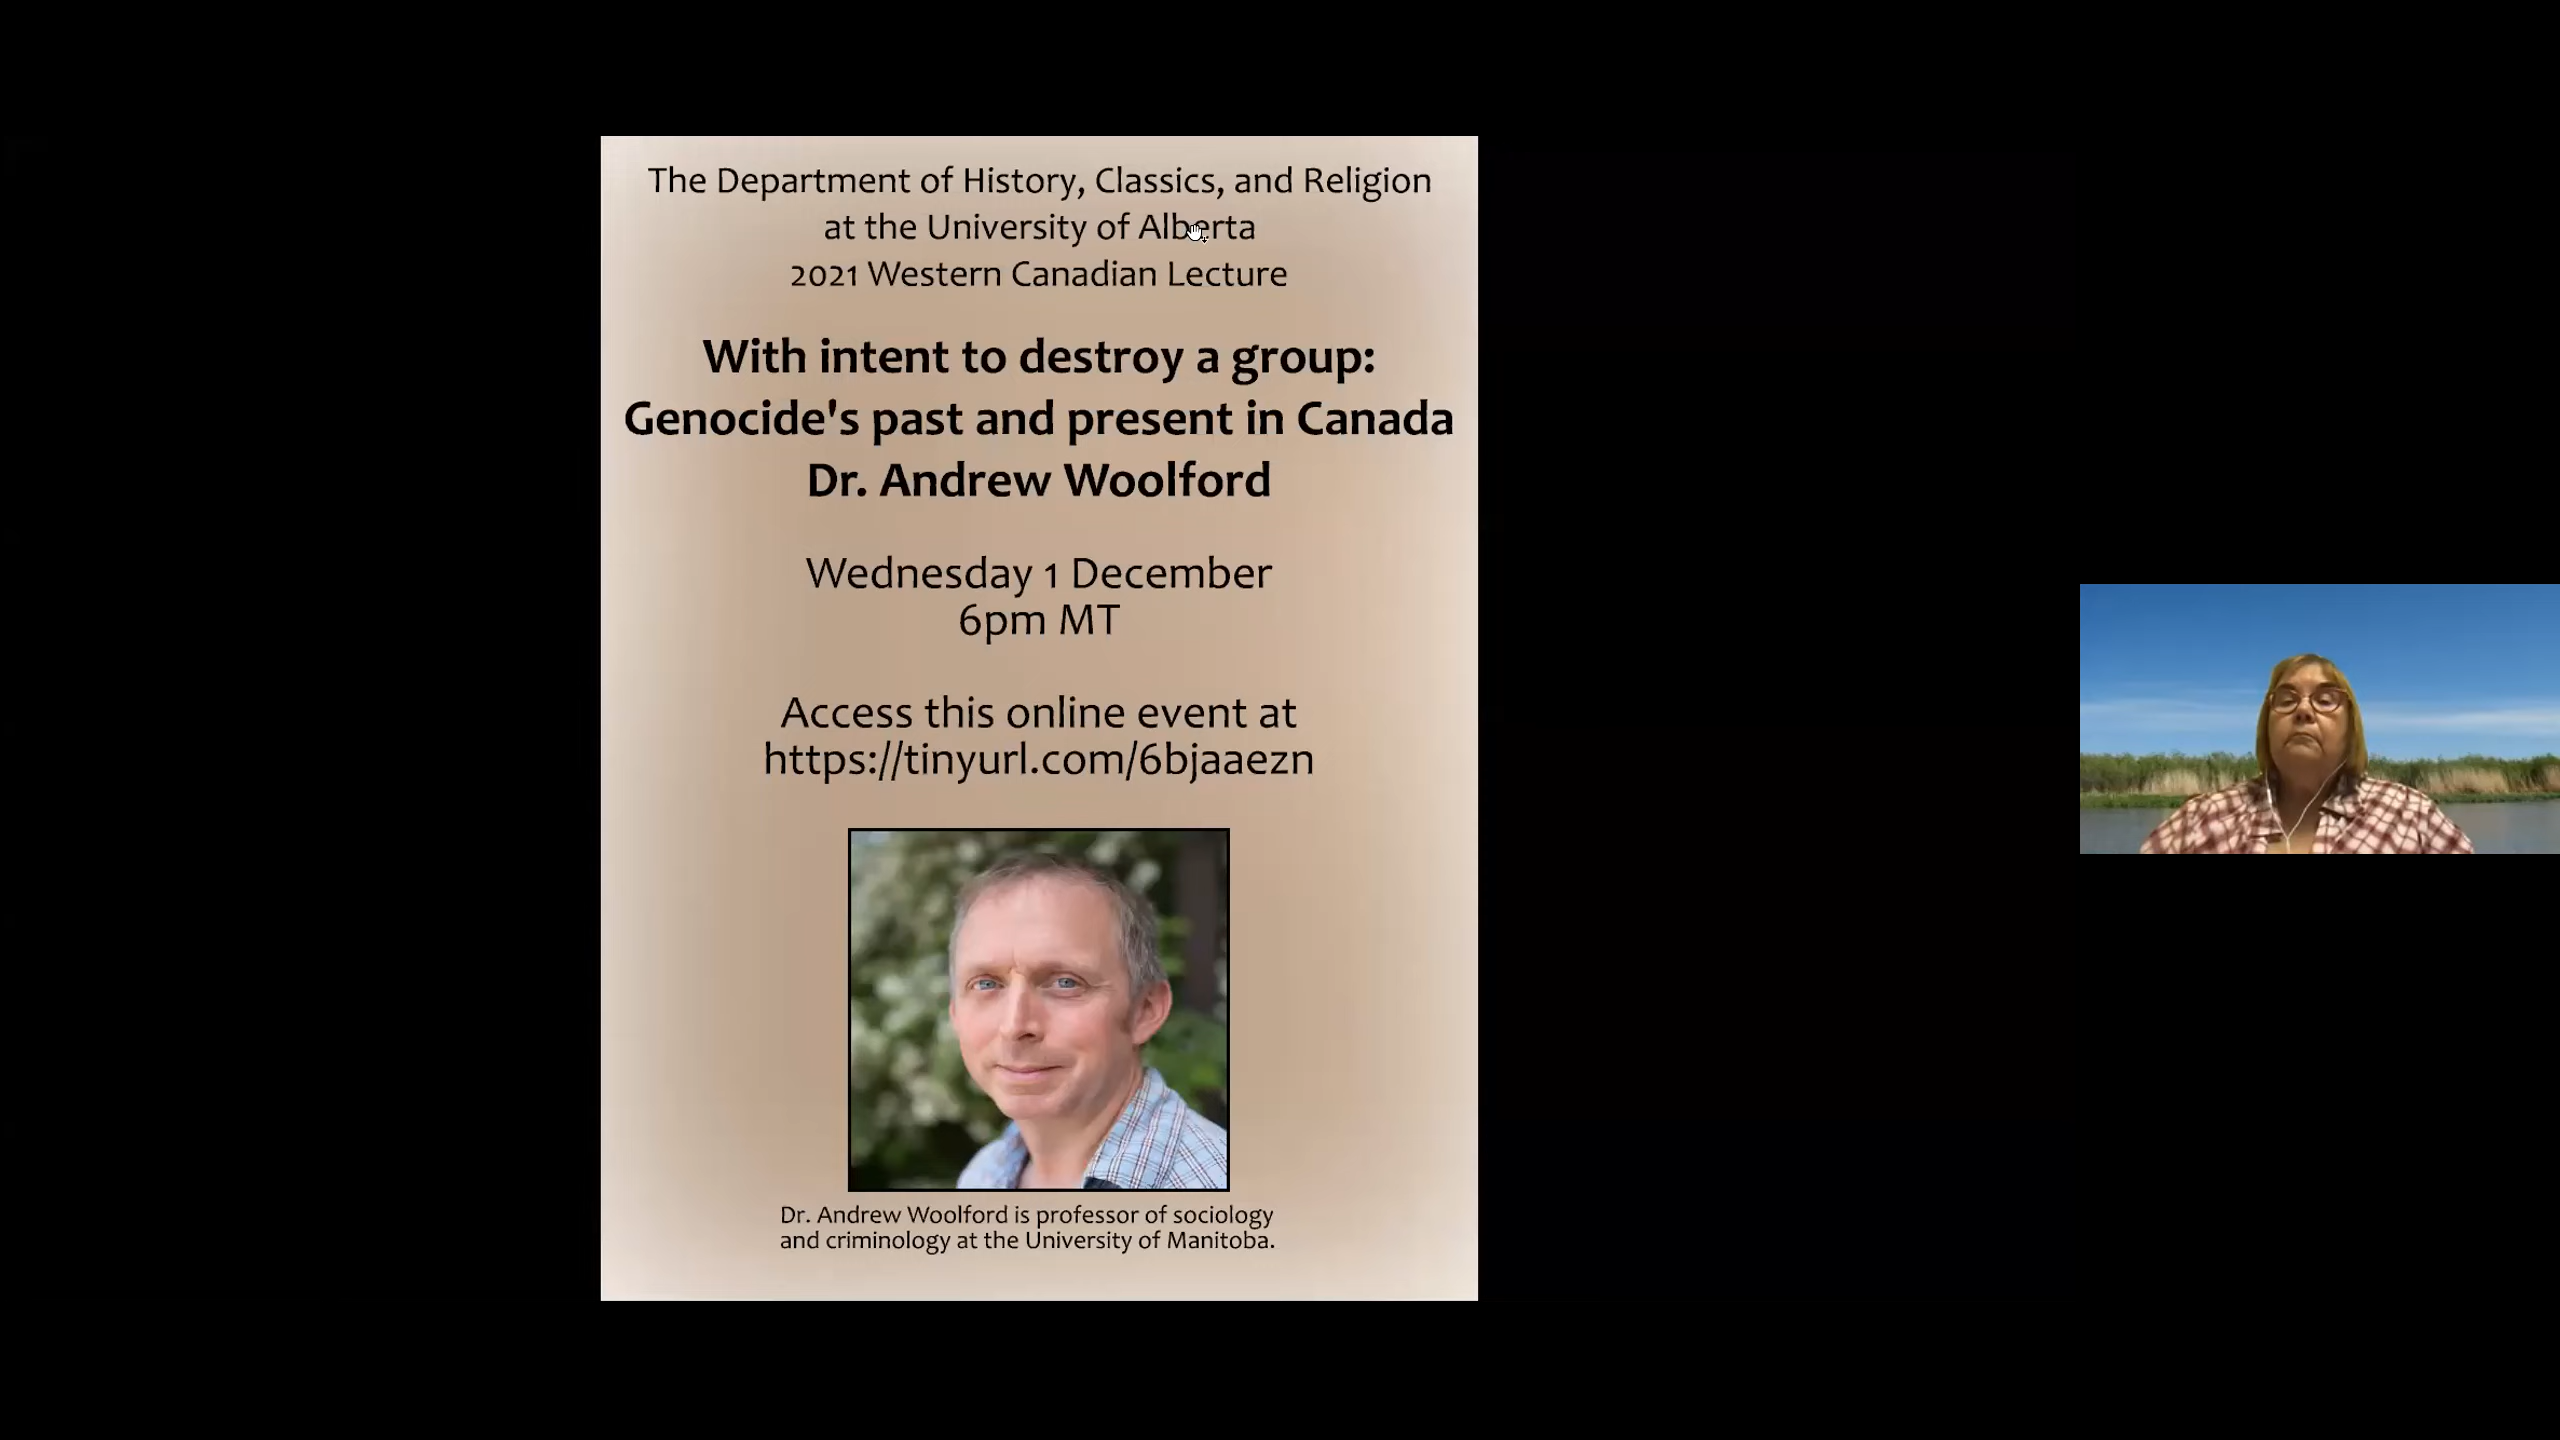 The Department of History, Classics, and Religion
at the University of Alberta
2021 Western Canadian Lecture
With intent to destroy a group:
Genocide's past and present in Canada
Dr. Andrew Woolford
Wednesday 1 December
6pm MT
Access this online event at
https://tinyurl.com/6bjaaezn
Dr. Andrew Woolford is professor of sociology
and criminology at the University of Manitoba.